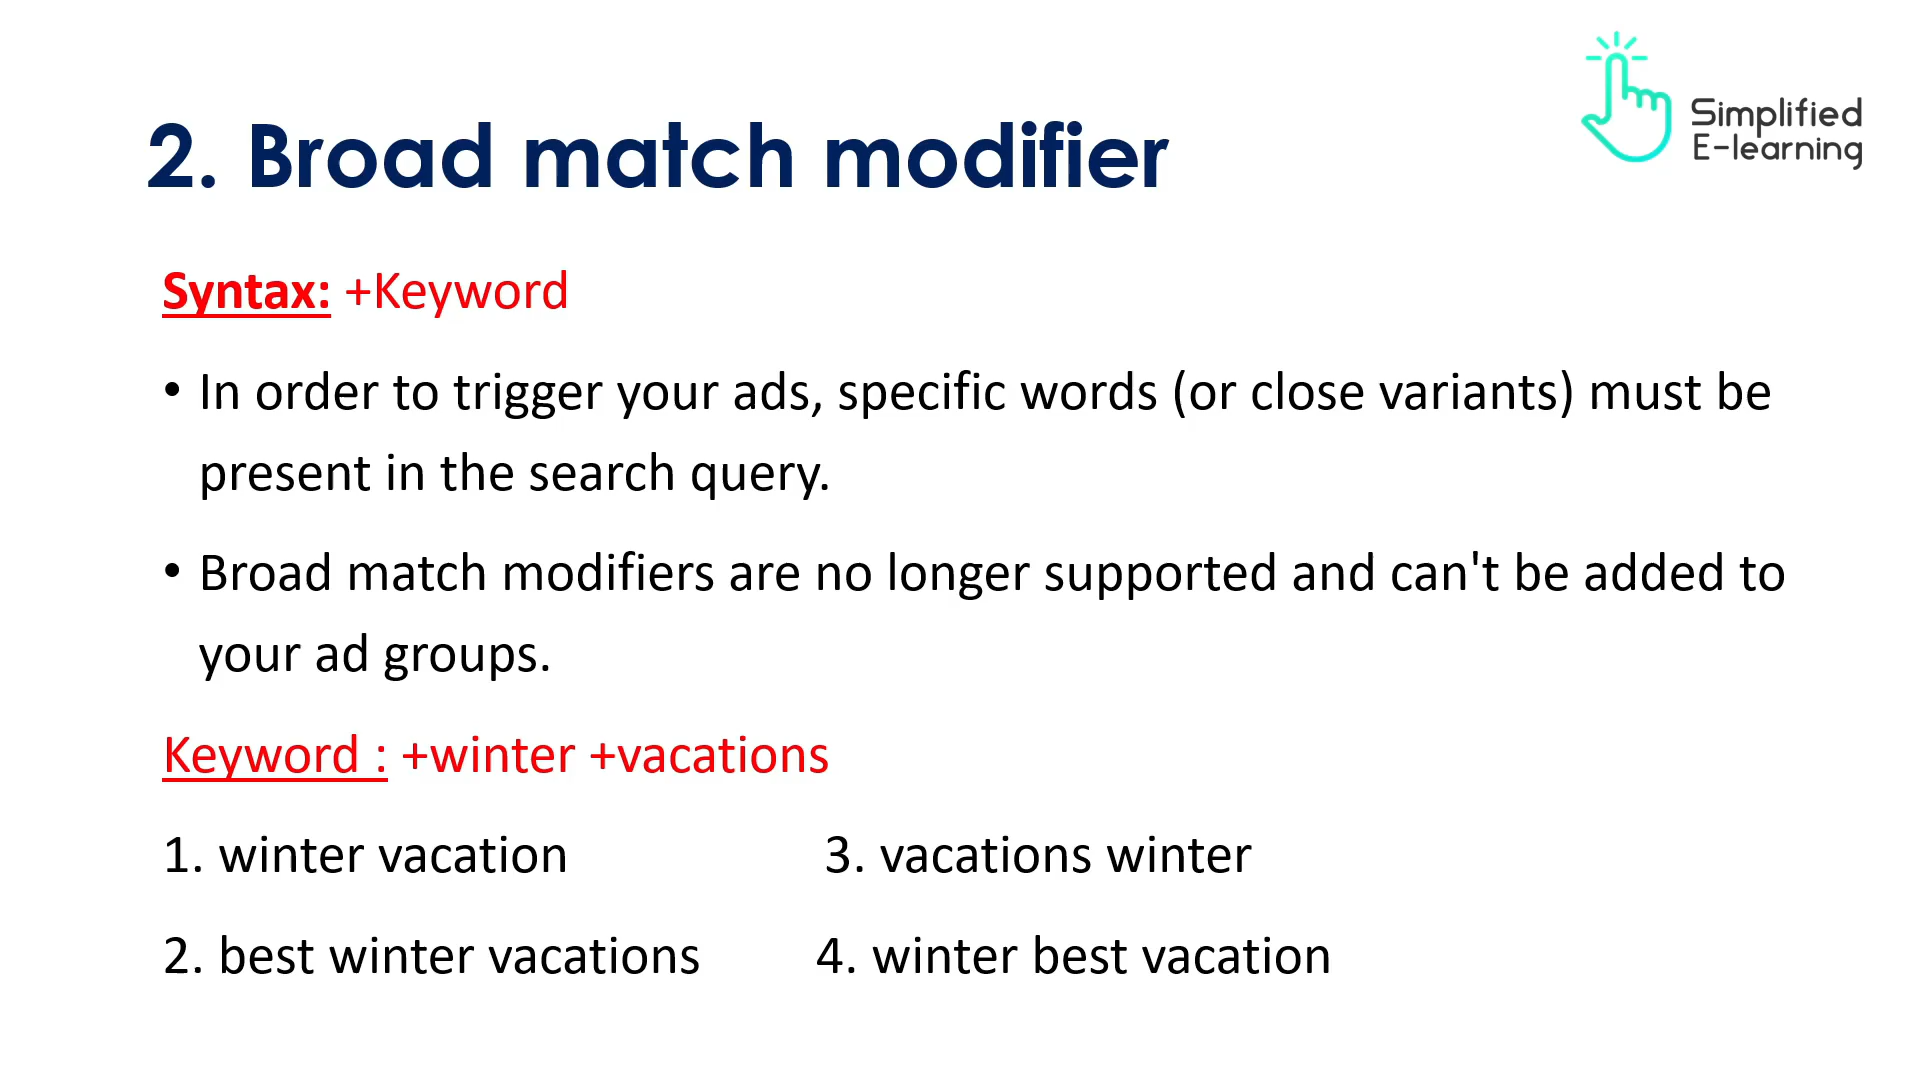 Simplified
E-learning
2. Broad match modifier
Syntax: +Keyword
• In order to trigger your ads, specific words (or close variants) must be
present in the search query.
• Broad match modifiers are no longer supported and can't be added to
your ad groups.
Keyword : +winter +vacations
1. winter vacation 3. vacations winter
2. best winter vacations 4. winter best vacation